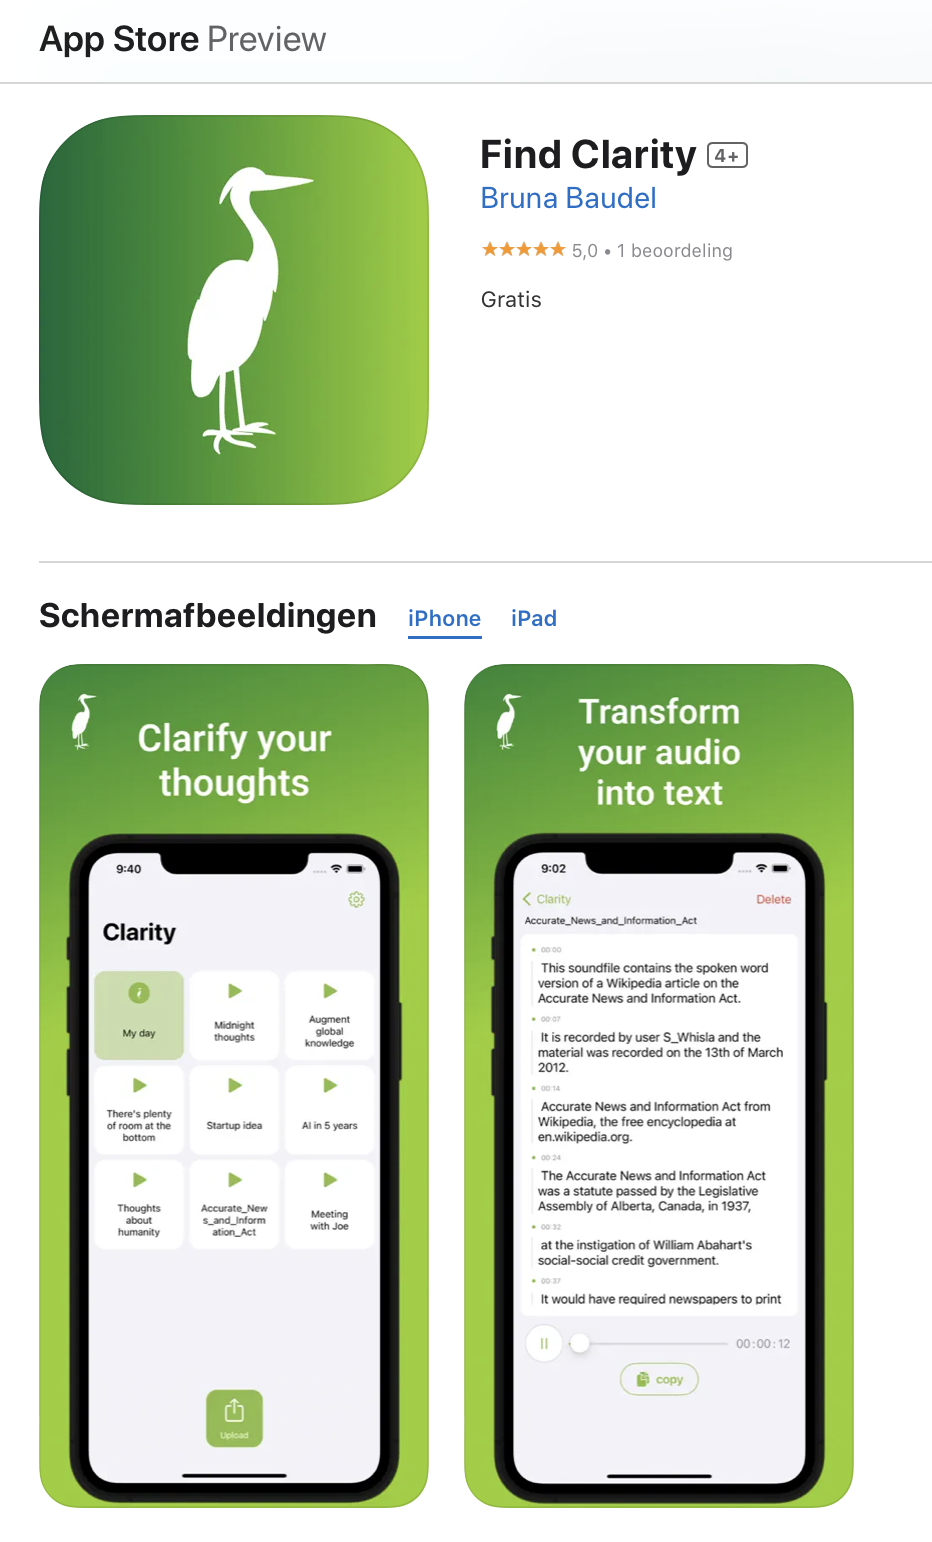 App Store Preview
Find Clarity 4+
Bruna Baudel
★★★★★ 5,0 • 1 beoordeling
Gratis
Schermafbeeldingen iPhone iPad
Clarify your
thoughts
9:40
Clarity
My day
Midnight
thoughts
Augment
global
knowledge
There's plenty
of room at the
bottom
Startup idea
AI in 5 years
Thoughts
about
humanity
Accurate_New
s_and_Inform
ation_Act
Meeting
with Joe
Upload
Transform
your audio
into text
9:02
Clarity Delete
Accurate_News_and_Information_Act
00:00
This soundfile contains the spoken word
version of a Wikipedia article on the
Accurate News and Information Act.
00:07
It is recorded by user S_Whisla and the
material was recorded on the 13th of March
2012.
00:14
Accurate News and Information Act from
Wikipedia, the free encyclopedia at
en.wikipedia.org.
00:24
The Accurate News and Information Act
was a statute passed by the Legislative
Assembly of Alberta, Canada, in 1937,
00:32
at the instigation of William Abahart's
social-social credit government.
00:37
It would have required newspapers to print
00:00:12
copy